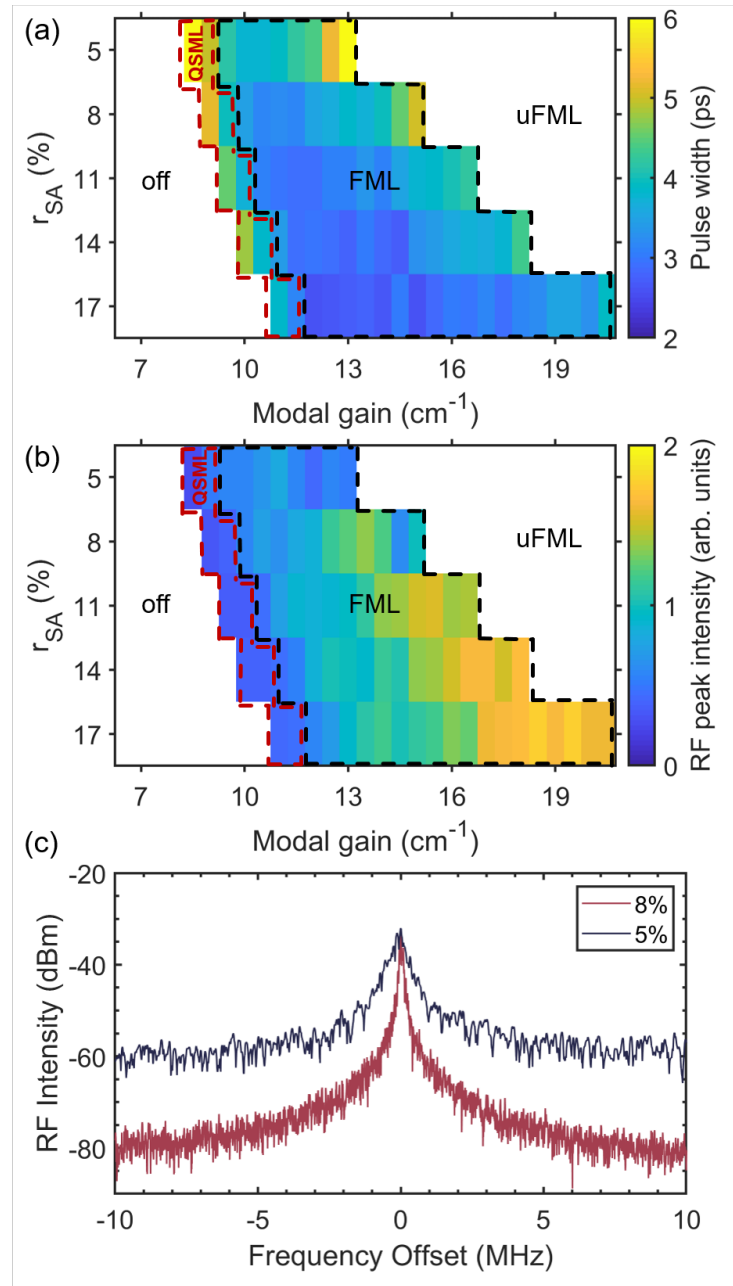 (a)
QSML
off
FML
uFML
5
8
11
14
17
r_SA (%)
7 10 13 16 19
Modal gain (cm⁻¹)
6
5
4
3
2
Pulse width (ps)
(b)
QSML
off
FML
uFML
5
8
11
14
17
r_SA (%)
7 10 13 16 19
Modal gain (cm⁻¹)
2
1
0
RF peak intensity (arb. units)
(c)
-20
-40
-60
-80
RF Intensity (dBm)
8%
5%
-10 -5 0 5 10
Frequency Offset (MHz)